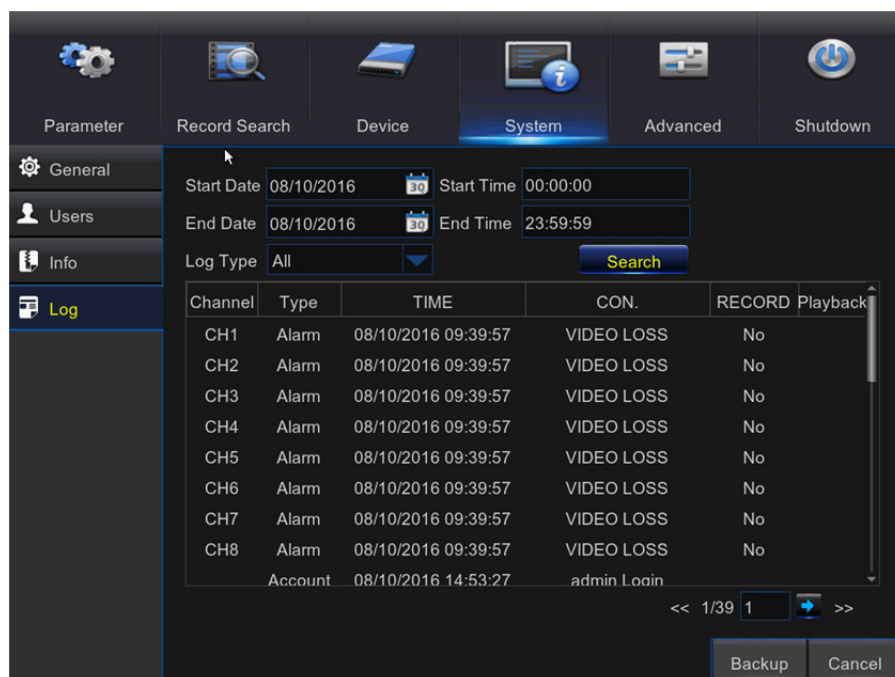 Parameter Record Search Device System Advanced Shutdown
General
Users
Info
Log
Start Date 08/10/2016 30 Start Time 00:00:00
End Date 08/10/2016 30 End Time 23:59:59
Log Type All Search
Channel Type TIME CON. RECORD Playback
CH1 Alarm 08/10/2016 09:39:57 VIDEO LOSS No
CH2 Alarm 08/10/2016 09:39:57 VIDEO LOSS No
CH3 Alarm 08/10/2016 09:39:57 VIDEO LOSS No
CH4 Alarm 08/10/2016 09:39:57 VIDEO LOSS No
CH5 Alarm 08/10/2016 09:39:57 VIDEO LOSS No
CH6 Alarm 08/10/2016 09:39:57 VIDEO LOSS No
CH7 Alarm 08/10/2016 09:39:57 VIDEO LOSS No
CH8 Alarm 08/10/2016 09:39:57 VIDEO LOSS No
Account 08/10/2016 14:53:27 admin Login
<< 1/39 1 >>
Backup Cancel